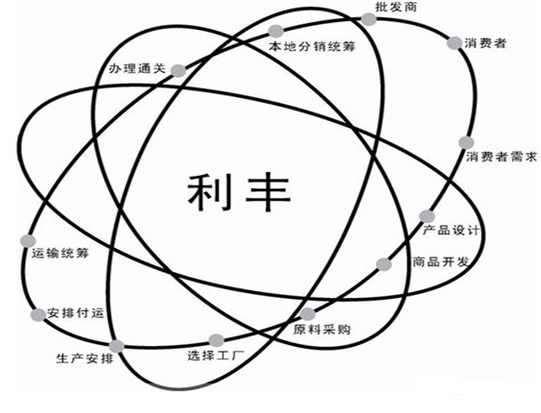 批发商
本地分销统筹
消费者
办理通关
消费者需求
利丰
产品设计
运输统筹
商品开发
安排付运
原料采购
生产安排
选择工厂